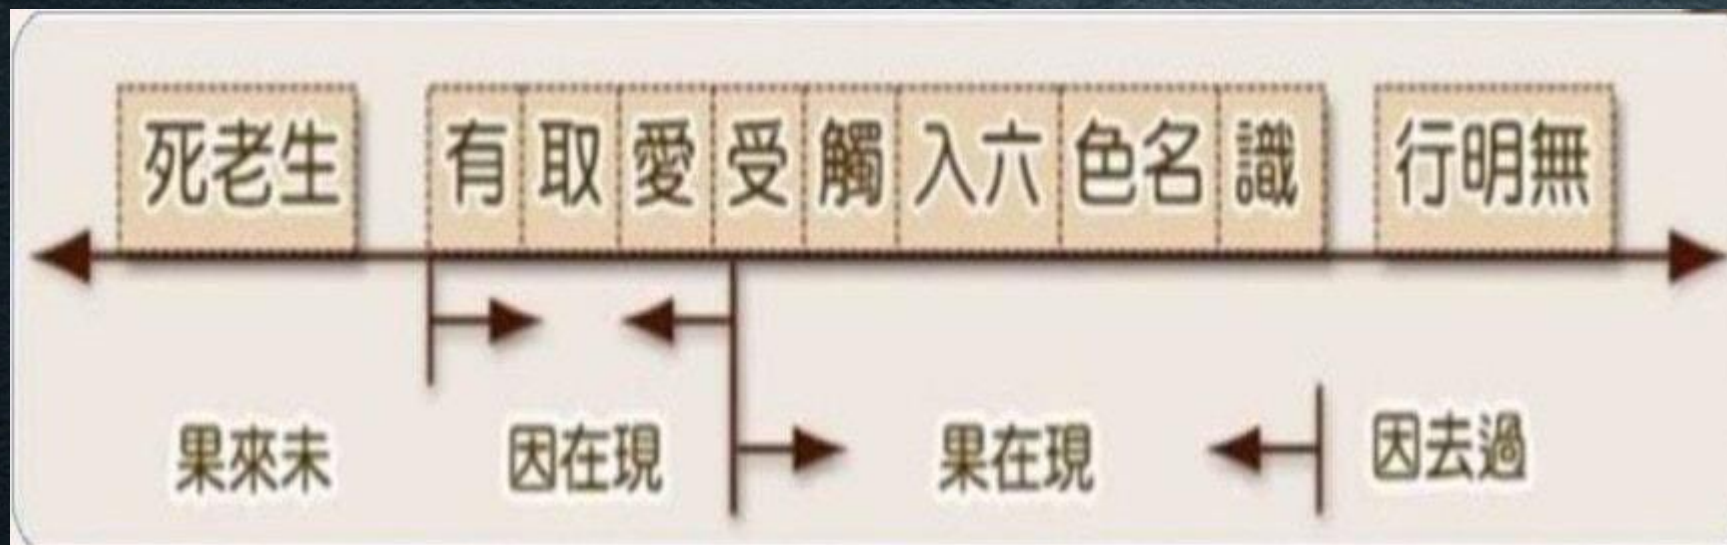 無明行 識 名色 六入 觸 受 愛 取 有 生老死
過去因 現在果 現在因 未來果